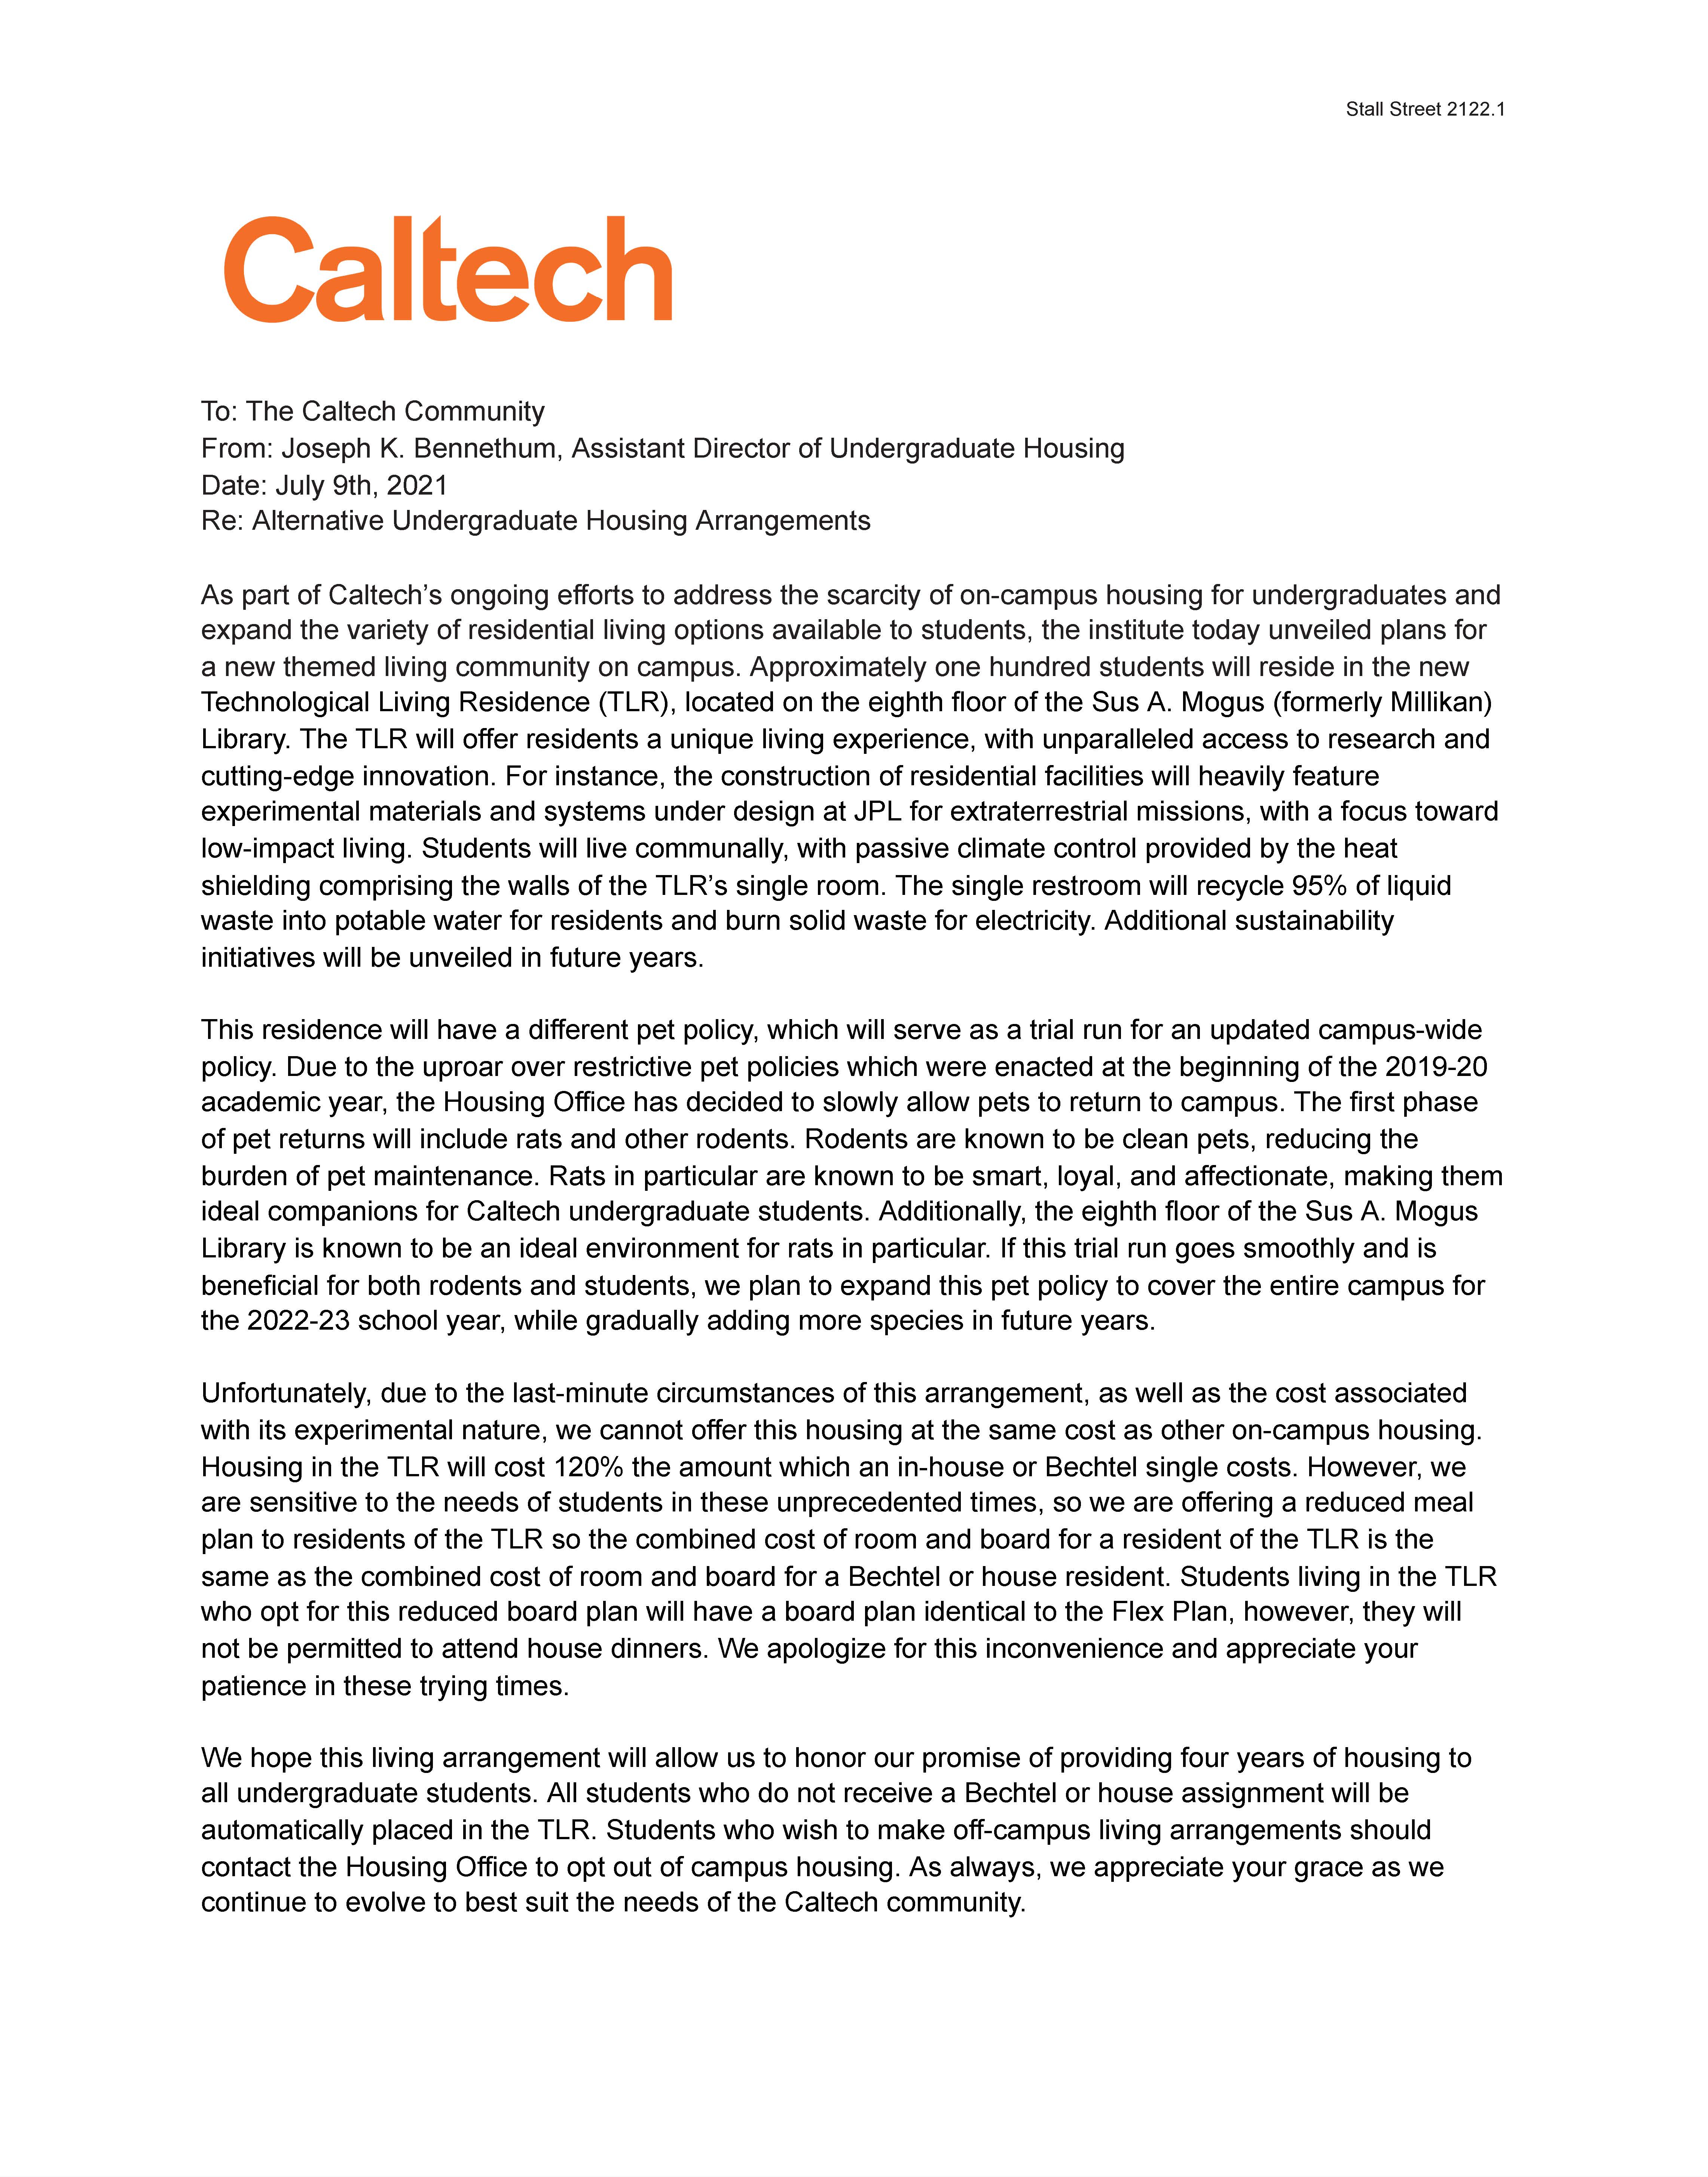 Stall Street 2122.1
Caltech
To: The Caltech Community
From: Joseph K. Bennethum, Assistant Director of Undergraduate Housing
Date: July 9th, 2021
Re: Alternative Undergraduate Housing Arrangements
As part of Caltech’s ongoing efforts to address the scarcity of on-campus housing for undergraduates and
expand the variety of residential living options available to students, the institute today unveiled plans for
a new themed living community on campus. Approximately one hundred students will reside in the new
Technological Living Residence (TLR), located on the eighth floor of the Sus A. Mogus (formerly Millikan)
Library. The TLR will offer residents a unique living experience, with unparalleled access to research and
cutting-edge innovation. For instance, the construction of residential facilities will heavily feature
experimental materials and systems under design at JPL for extraterrestrial missions, with a focus toward
low-impact living. Students will live communally, with passive climate control provided by the heat
shielding comprising the walls of the TLR’s single room. The single restroom will recycle 95% of liquid
waste into potable water for residents and burn solid waste for electricity. Additional sustainability
initiatives will be unveiled in future years.
This residence will have a different pet policy, which will serve as a trial run for an updated campus-wide
policy. Due to the uproar over restrictive pet policies which were enacted at the beginning of the 2019-20
academic year, the Housing Office has decided to slowly allow pets to return to campus. The first phase
of pet returns will include rats and other rodents. Rodents are known to be clean pets, reducing the
burden of pet maintenance. Rats in particular are known to be smart, loyal, and affectionate, making them
ideal companions for Caltech undergraduate students. Additionally, the eighth floor of the Sus A. Mogus
Library is known to be an ideal environment for rats in particular. If this trial run goes smoothly and is
beneficial for both rodents and students, we plan to expand this pet policy to cover the entire campus for
the 2022-23 school year, while gradually adding more species in future years.
Unfortunately, due to the last-minute circumstances of this arrangement, as well as the cost associated
with its experimental nature, we cannot offer this housing at the same cost as other on-campus housing.
Housing in the TLR will cost 120% the amount which an in-house or Bechtel single costs. However, we
are sensitive to the needs of students in these unprecedented times, so we are offering a reduced meal
plan to residents of the TLR so the combined cost of room and board for a resident of the TLR is the
same as the combined cost of room and board for a Bechtel or house resident. Students living in the TLR
who opt for this reduced board plan will have a board plan identical to the Flex Plan, however, they will
not be permitted to attend house dinners. We apologize for this inconvenience and appreciate your
patience in these trying times.
We hope this living arrangement will allow us to honor our promise of providing four years of housing to
all undergraduate students. All students who do not receive a Bechtel or house assignment will be
automatically placed in the TLR. Students who wish to make off-campus living arrangements should
contact the Housing Office to opt out of campus housing. As always, we appreciate your grace as we
continue to evolve to best suit the needs of the Caltech community.